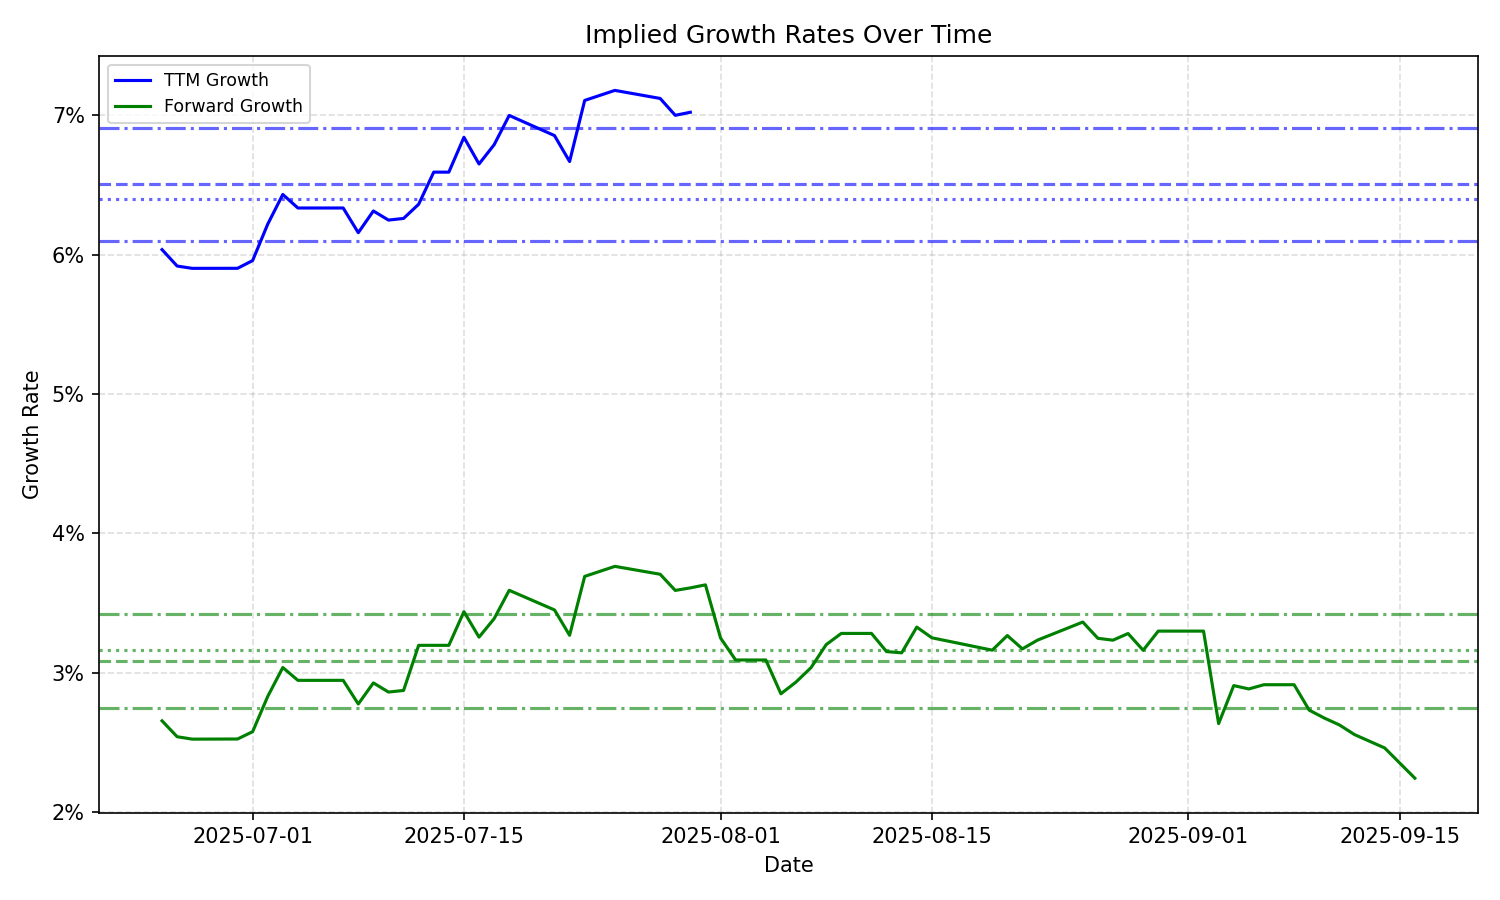 Implied Growth Rates Over Time
TTM Growth
Forward Growth
7%
6%
5%
4%
3%
2%
Growth Rate
2025-07-01
2025-07-15
2025-08-01
2025-08-15
2025-09-01
2025-09-15
Date